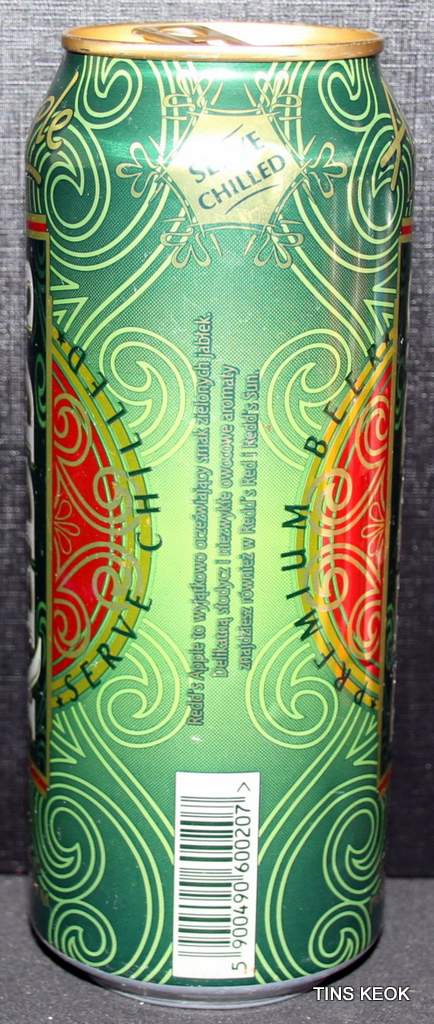 SERVE
CHILLED
★SERVE CHILLED★
★PREMIUM BEER
Redd's Apple to wyjątkowo orzeźwiający smak zielonych jabłek.
Delikatną słodycz i niezwykłe owocowe aromaty
znajdziesz również w Redd's Red i Redd's Sun.
5 900490 600207 >
TINS KEOK